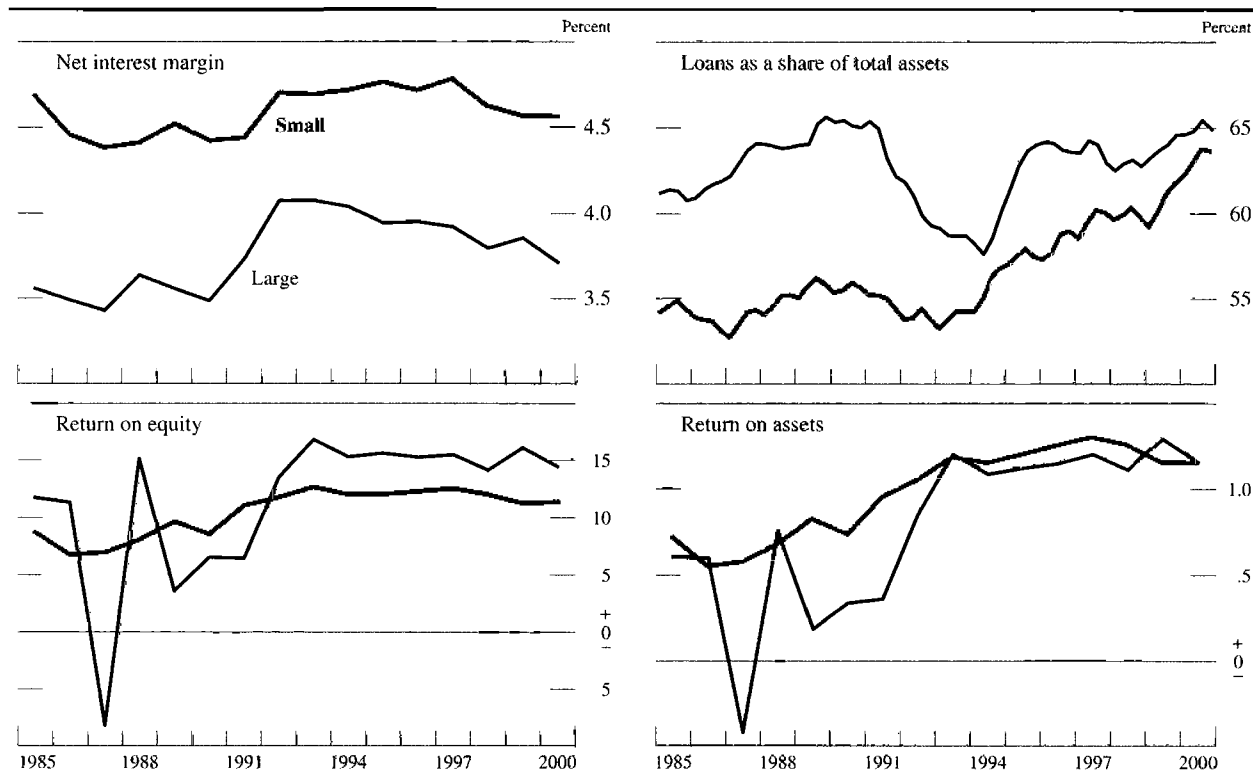 Percent
Net interest margin
Small
4.5
4.0
Large
3.5
Percent
Loans as a share of total assets
65
60
55
Return on equity
15
10
5
+
0
−
5
1985 1988 1991 1994 1997 2000
Return on assets
1.0
.5
+
0
−
1985 1988 1991 1994 1997 2000